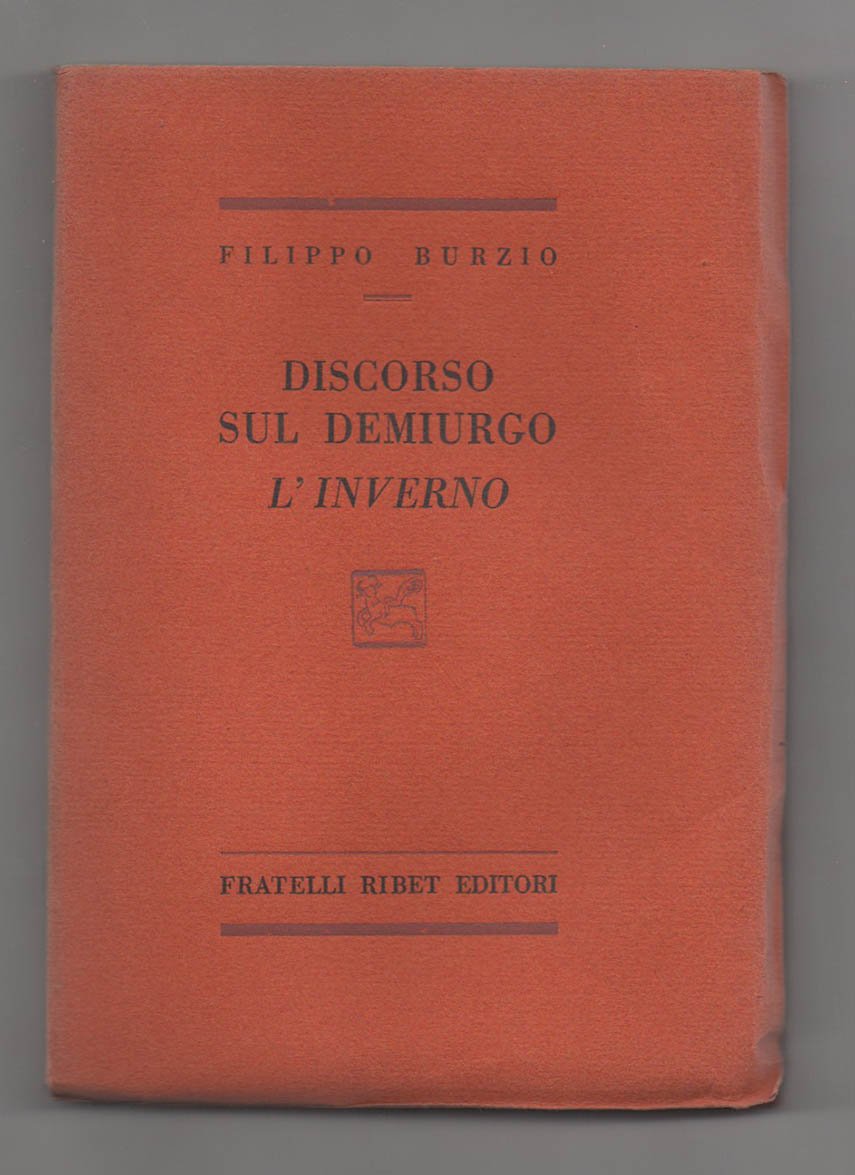 FILIPPO BURZIO
DISCORSO
SUL DEMIURGO
L'INVERNO
FRATELLI RIBET EDITORI